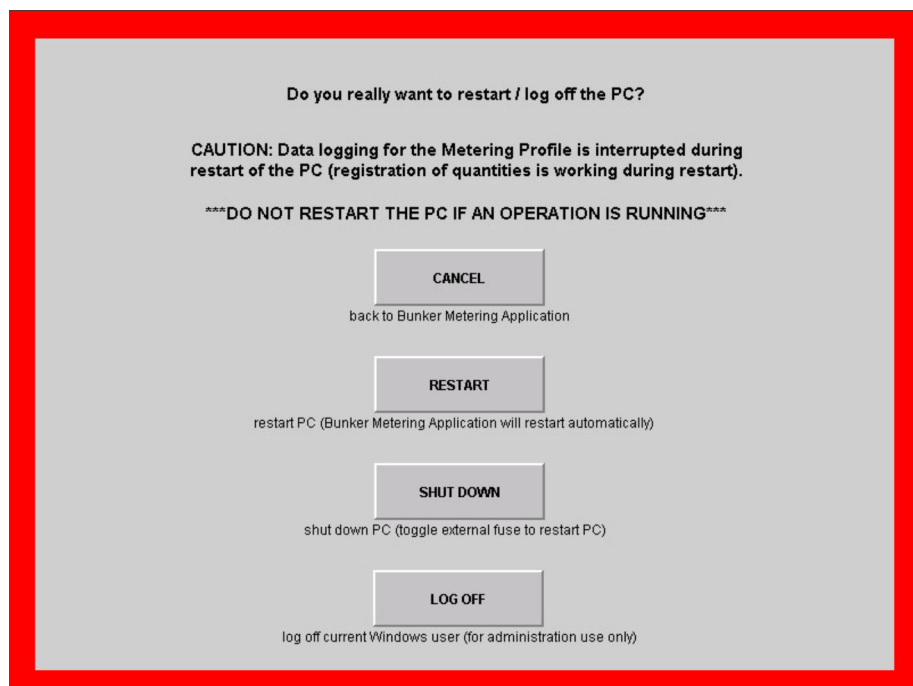 Do you really want to restart / log off the PC?
CAUTION: Data logging for the Metering Profile is interrupted during
restart of the PC (registration of quantities is working during restart).
***DO NOT RESTART THE PC IF AN OPERATION IS RUNNING***
CANCEL
back to Bunker Metering Application
RESTART
restart PC (Bunker Metering Application will restart automatically)
SHUT DOWN
shut down PC (toggle external fuse to restart PC)
LOG OFF
log off current Windows user (for administration use only)